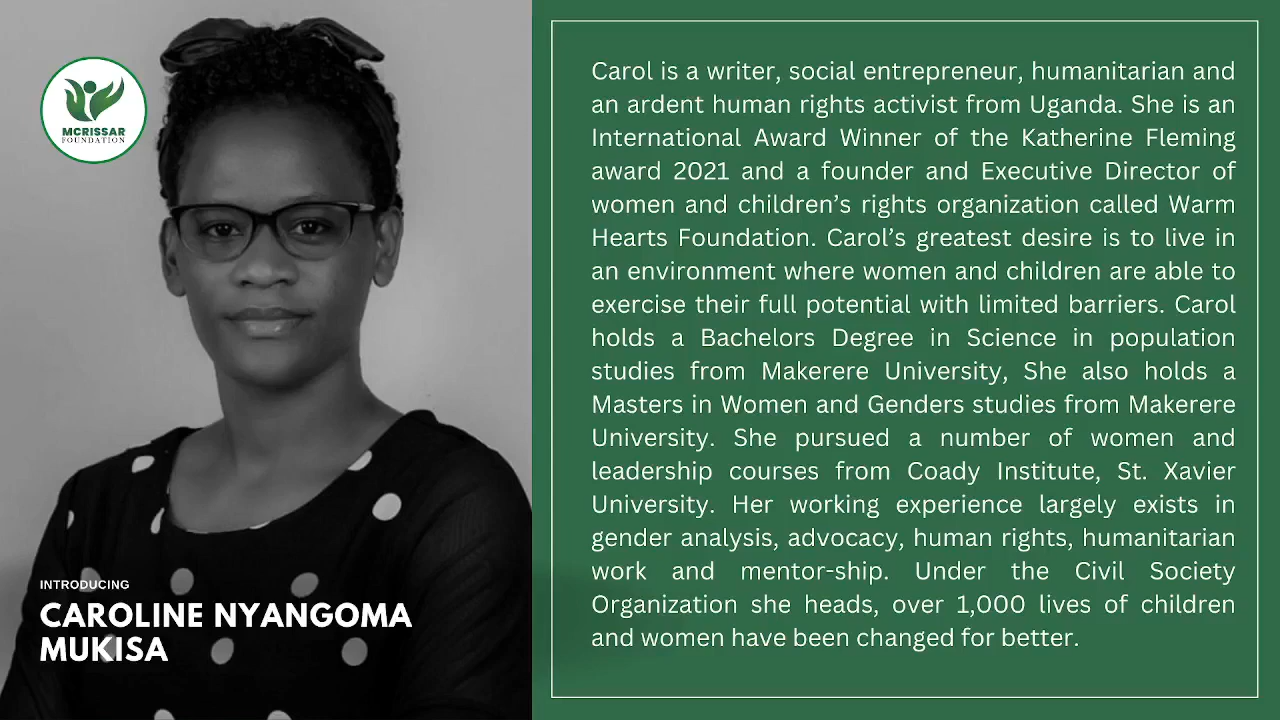 MCRISSAR
FOUNDATION
INTRODUCING
CAROLINE NYANGOMA
MUKISA
Carol is a writer, social entrepreneur, humanitarian and
an ardent human rights activist from Uganda. She is an
International Award Winner of the Katherine Fleming
award 2021 and a founder and Executive Director of
women and children’s rights organization called Warm
Hearts Foundation. Carol’s greatest desire is to live in
an environment where women and children are able to
exercise their full potential with limited barriers. Carol
holds a Bachelors Degree in Science in population
studies from Makerere University, She also holds a
Masters in Women and Genders studies from Makerere
University. She pursued a number of women and
leadership courses from Coady Institute, St. Xavier
University. Her working experience largely exists in
gender analysis, advocacy, human rights, humanitarian
work and mentor-ship. Under the Civil Society
Organization she heads, over 1,000 lives of children
and women have been changed for better.